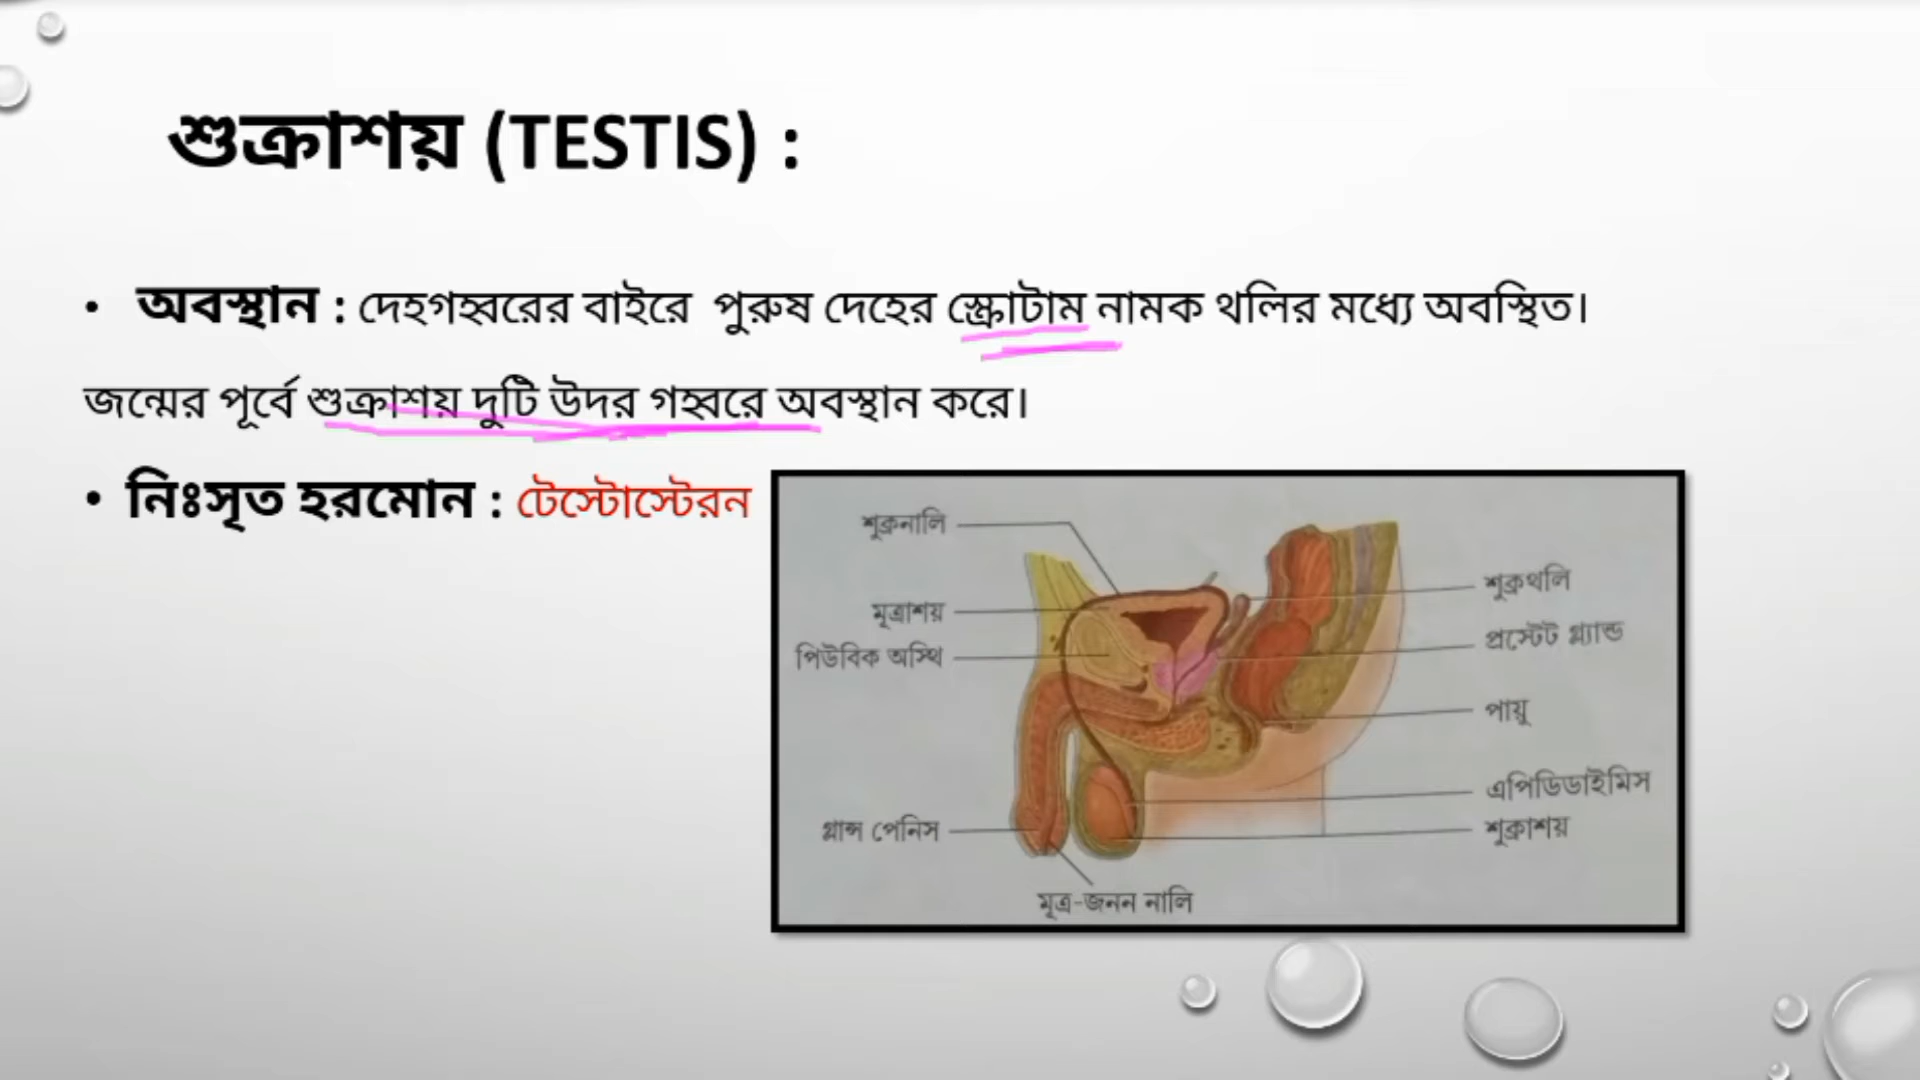 শুক্রাশয় (TESTIS) :
• অবস্থান : দেহগহ্বরের বাইরে পুরুষ দেহের স্ক্রোটাম নামক থলির মধ্যে অবস্থিত।
জন্মের পূর্বে শুক্রাশয় দুটি উদর গহ্বরে অবস্থান করে।
• নিঃসৃত হরমোন : টেস্টোস্টেরন
শুক্রনালি
মূত্রাশয়
পিউবিক অস্থি
গ্লান্স পেনিস
মূত্র-জনন নালি
শুক্রথলি
প্রস্টেট গ্ল্যান্ড
পায়ু
এপিডিডাইমিস
শুক্রাশয়